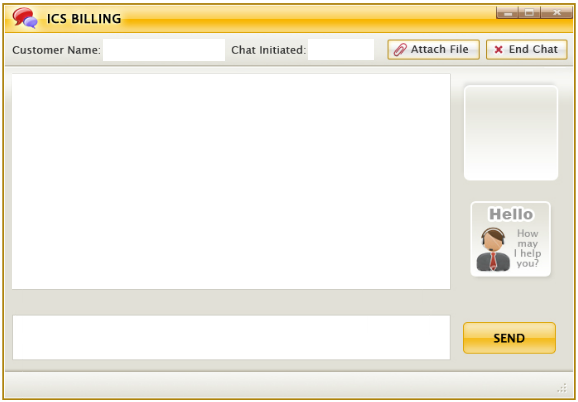 ICS BILLING
Customer Name:
Chat Initiated:
Attach File
End Chat
Hello
How
may
I help
you?
SEND